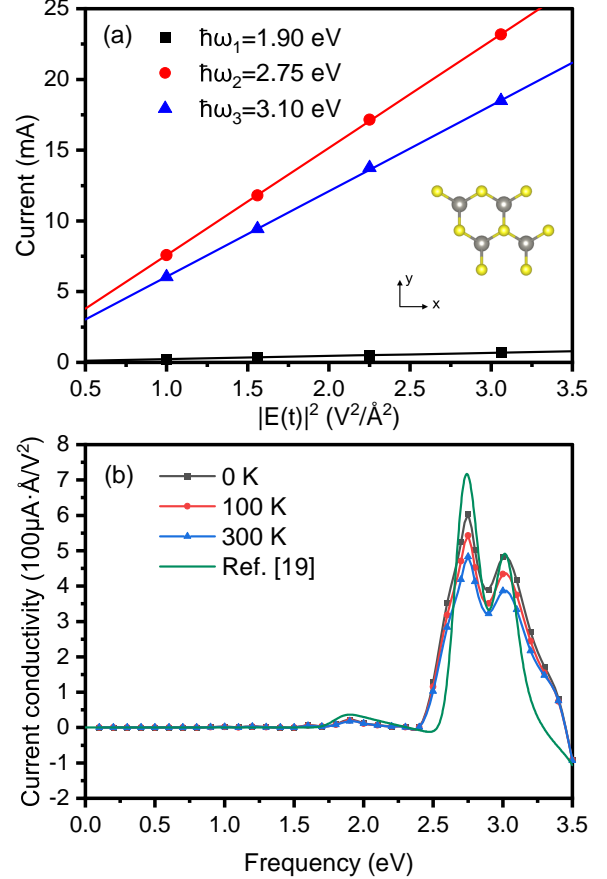 (a)
ħω₁=1.90 eV
ħω₂=2.75 eV
ħω₃=3.10 eV
Current (mA)
25
20
15
10
5
0
y
x
0.5 1.0 1.5 2.0 2.5 3.0 3.5
|E(t)|² (V²/Å²)
(b)
0 K
100 K
300 K
Ref. [19]
Current conductivity (100μA·Å/V²)
8
7
6
5
4
3
2
1
0
-1
-2
0.0 0.5 1.0 1.5 2.0 2.5 3.0 3.5
Frequency (eV)